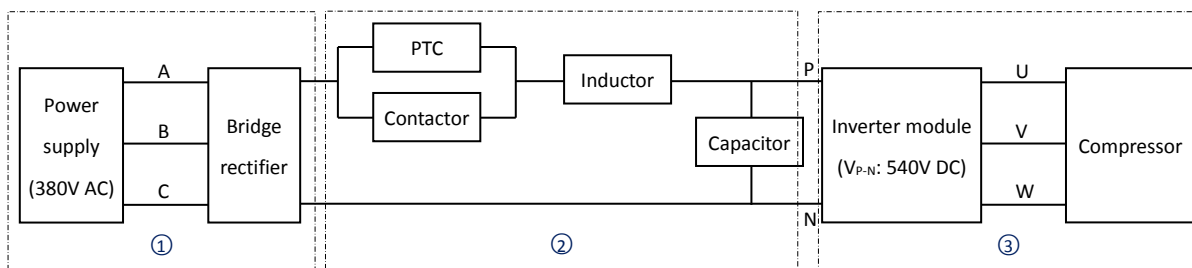 A
B
C
Power
supply
(380V AC)
Bridge
rectifier
PTC
Contactor
Inductor
Capacitor
P
N
Inverter module
(VP-N: 540V DC)
U
V
W
Compressor
①
②
③